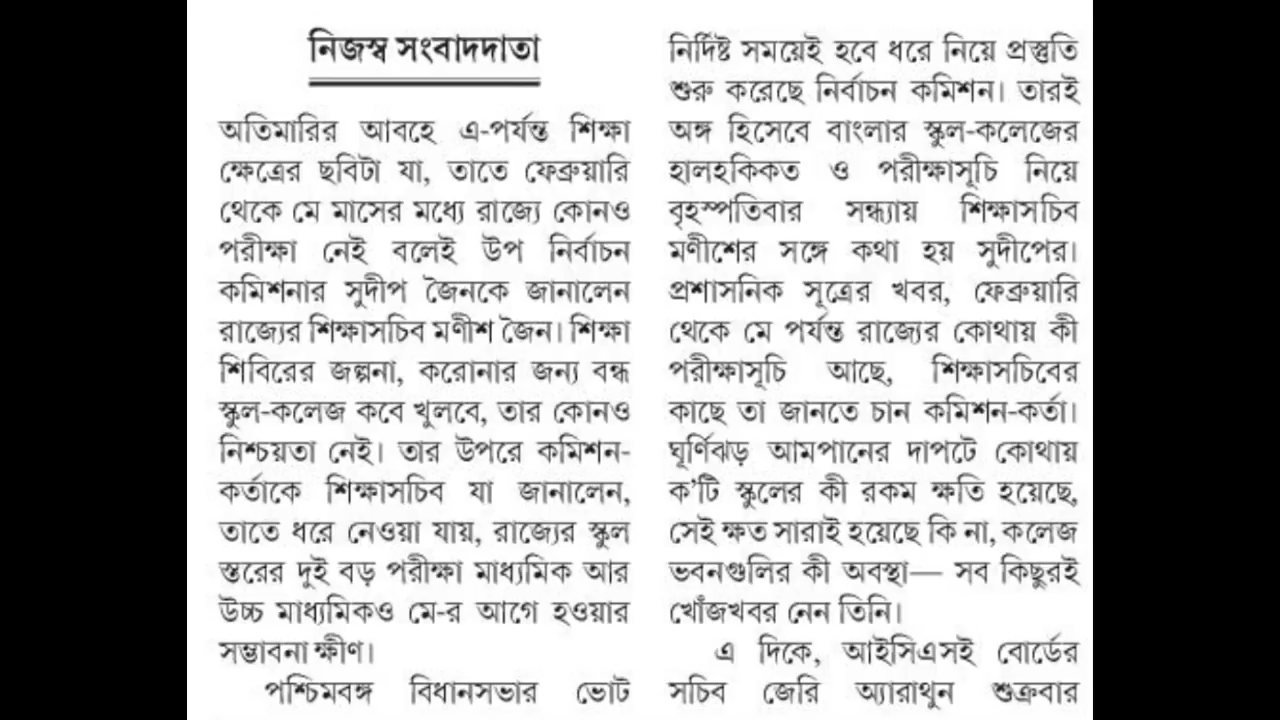 নিজস্ব সংবাদদাতা
অতিমারির আবহে এ-পর্যন্ত শিক্ষা
ক্ষেত্রের ছবিটা যা, তাতে ফেব্রুয়ারি
থেকে মে মাসের মধ্যে রাজ্যে কোনও
পরীক্ষা নেই বলেই উপ নির্বাচন
কমিশনার সুদীপ জৈনকে জানালেন
রাজ্যের শিক্ষাসচিব মণীশ জৈন। শিক্ষা
শিবিরের জল্পনা, করোনার জন্য বন্ধ
স্কুল-কলেজ কবে খুলবে, তার কোনও
নিশ্চয়তা নেই। তার উপরে কমিশন-
কর্তাকে শিক্ষাসচিব যা জানালেন,
তাতে ধরে নেওয়া যায়, রাজ্যের স্কুল
স্তরের দুই বড় পরীক্ষা মাধ্যমিক আর
উচ্চ মাধ্যমিকও মে-র আগে হওয়ার
সম্ভাবনা ক্ষীণ।
পশ্চিমবঙ্গ বিধানসভার ভোট
নির্দিষ্ট সময়েই হবে ধরে নিয়ে প্রস্তুতি
শুরু করেছে নির্বাচন কমিশন। তারই
অঙ্গ হিসেবে বাংলার স্কুল-কলেজের
হালহকিকত ও পরীক্ষাসূচি নিয়ে
বৃহস্পতিবার সন্ধ্যায় শিক্ষাসচিব
মণীশের সঙ্গে কথা হয় সুদীপের।
প্রশাসনিক সূত্রের খবর, ফেব্রুয়ারি
থেকে মে পর্যন্ত রাজ্যের কোথায় কী
পরীক্ষাসূচি আছে, শিক্ষাসচিবের
কাছে তা জানতে চান কমিশন-কর্তা।
ঘূর্ণিঝড় আমপানের দাপটে কোথায়
ক’টি স্কুলের কী রকম ক্ষতি হয়েছে,
সেই ক্ষত সারাই হয়েছে কি না, কলেজ
ভবনগুলির কী অবস্থা— সব কিছুরই
খোঁজখবর নেন তিনি।
এ দিকে, আইসিএসই বোর্ডের
সচিব জেরি অ্যারাথুন শুক্রবার